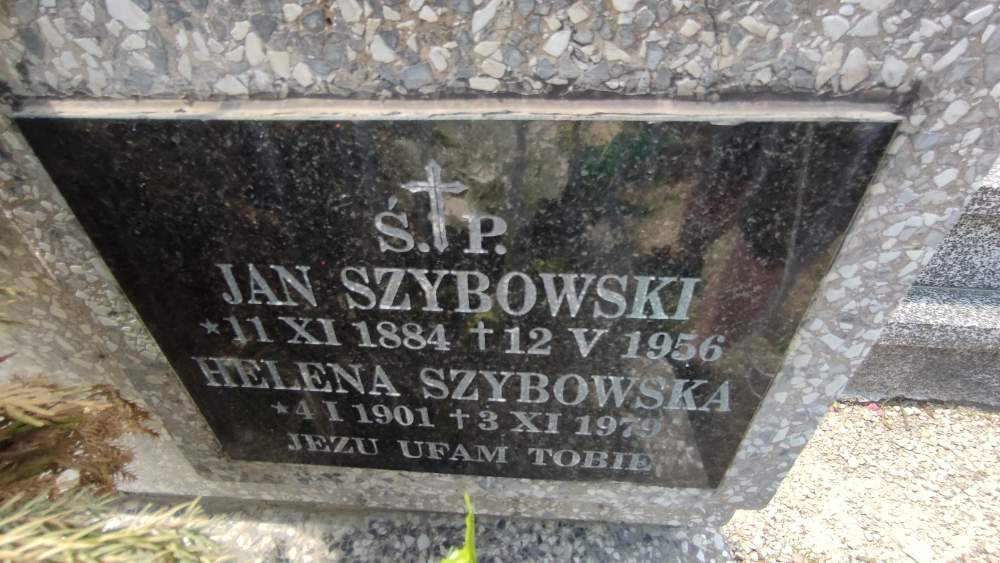 Ś. P.
JAN SZYBOWSKI
*11 XI 1884 †12 V 1956
HELENA SZYBOWSKA
*4 I 1901 †3 XI 1979
JEZU UFAM TOBIE